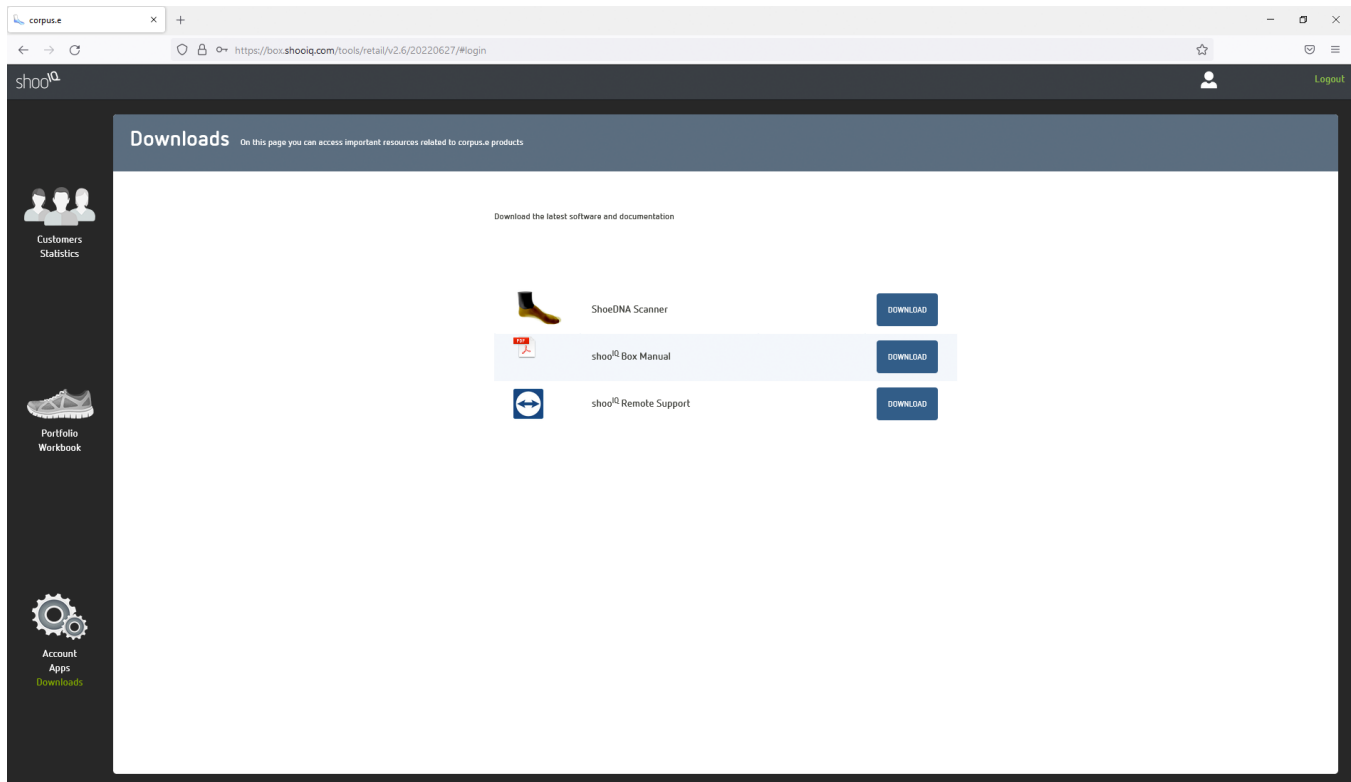 corpus.e
https://box.shooiq.com/tools/retail/v2.6/20220627/#login
shooIQ
Logout
Downloads On this page you can access important resources related to corpus.e products
Customers
Statistics
Portfolio
Workbook
Account
Apps
Downloads
Download the latest software and documentation
ShoeDNA Scanner DOWNLOAD
PDF
shooIQ Box Manual DOWNLOAD
shooIQ Remote Support DOWNLOAD